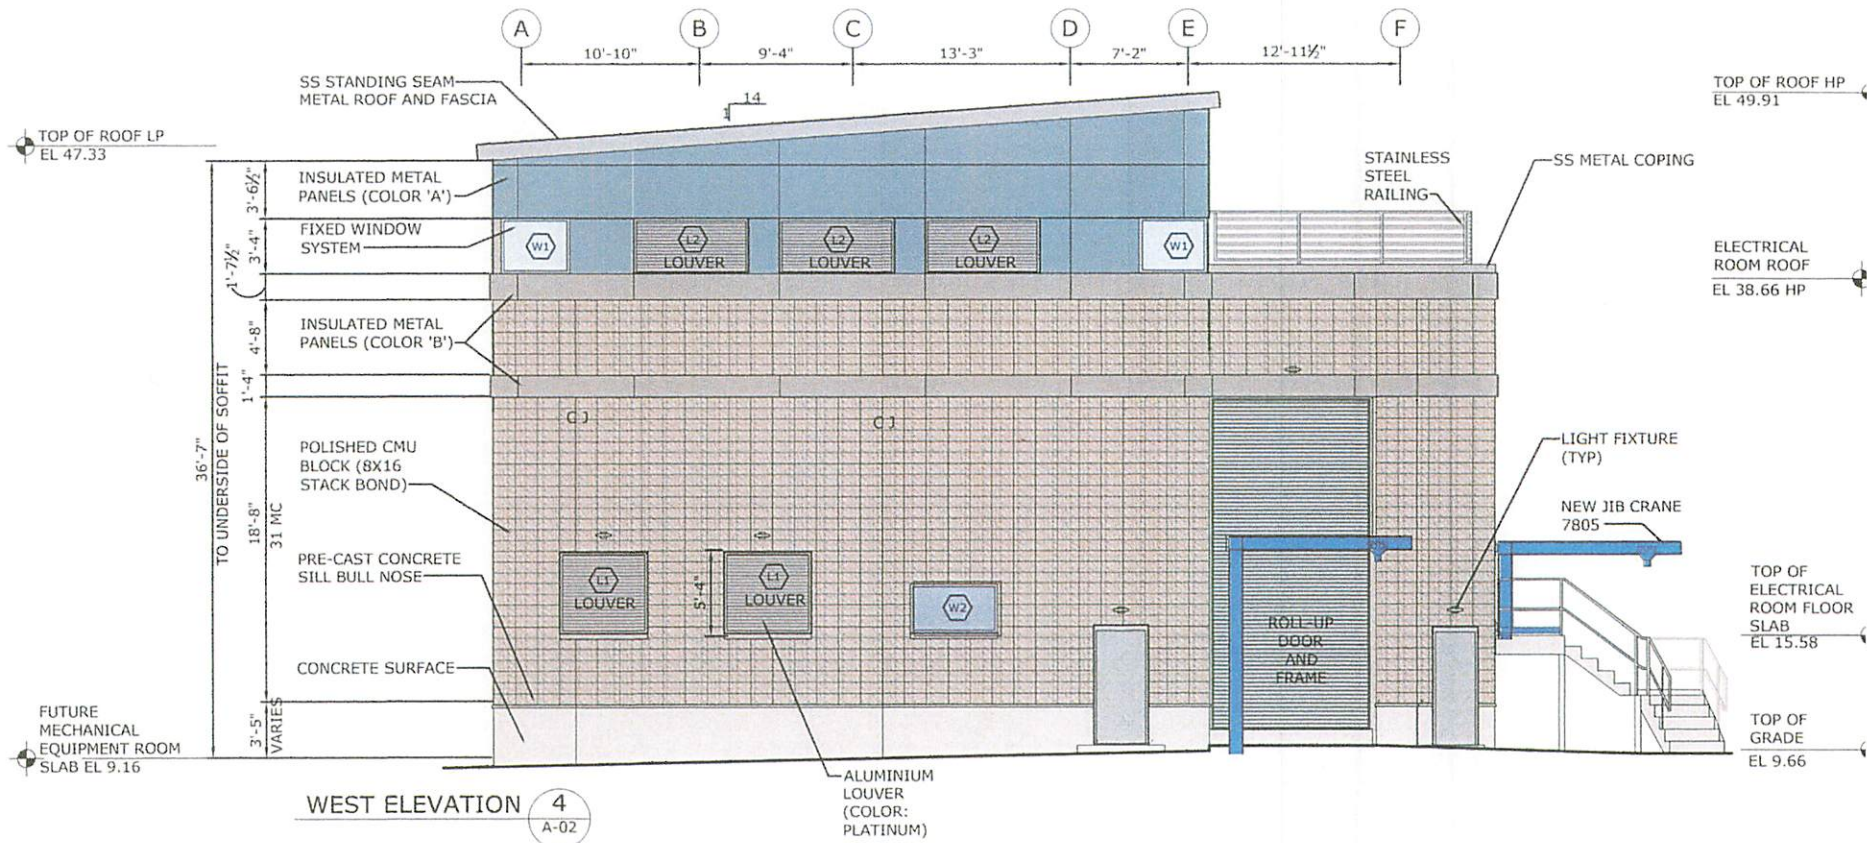 A
B
C
D
E
F
10'-10"
9'-4"
13'-3"
7'-2"
12'-11½"
SS STANDING SEAM
METAL ROOF AND FASCIA
14
1
TOP OF ROOF HP
EL 49.91
TOP OF ROOF LP
EL 47.33
INSULATED METAL
PANELS (COLOR 'A')
3'-6½"
STAINLESS
STEEL
RAILING
SS METAL COPING
FIXED WINDOW
SYSTEM
3'-4"
1'-7½"
W1
L2
LOUVER
L2
LOUVER
L2
LOUVER
W1
ELECTRICAL
ROOM ROOF
EL 38.66 HP
INSULATED METAL
PANELS (COLOR 'B')
4'-8"
1'-4"
36'-7"
TO UNDERSIDE OF SOFFIT
CJ
CJ
POLISHED CMU
BLOCK (8X16
STACK BOND)
18'-8"
31 MC
LIGHT FIXTURE
(TYP)
NEW JIB CRANE
7805
PRE-CAST CONCRETE
SILL BULL NOSE
L1
LOUVER
5'-4"
L1
LOUVER
W2
ROLL-UP
DOOR
AND
FRAME
TOP OF
ELECTRICAL
ROOM FLOOR
SLAB
EL 15.58
CONCRETE SURFACE
3'-5"
VARIES
FUTURE
MECHANICAL
EQUIPMENT ROOM
SLAB EL 9.16
TOP OF
GRADE
EL 9.66
ALUMINIUM
LOUVER
(COLOR:
PLATINUM)
WEST ELEVATION
4
A-02